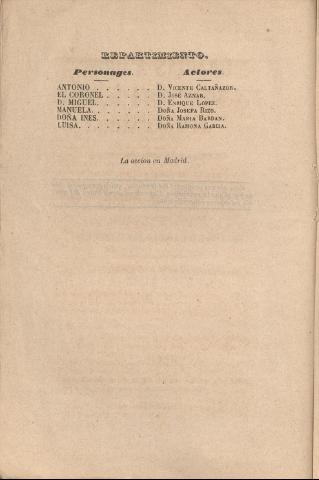 REPARTIMIENTO.
Personages. Actores.
ANTONIO . . . . . . D. VICENTE CALTAÑAZOR.
EL CORONEL . . . . . D. JOSÉ AZNAR.
D. MIGUEL. . . . . . D. ENRIQUE LOPEZ.
MANUELA. . . . . . . DOÑA JOSEFA RIZO.
DOÑA INES. . . . . . DOÑA MARIA BARDAN.
LUISA. . . . . . . . DOÑA RAMONA GARCIA.
La accion en Madrid.